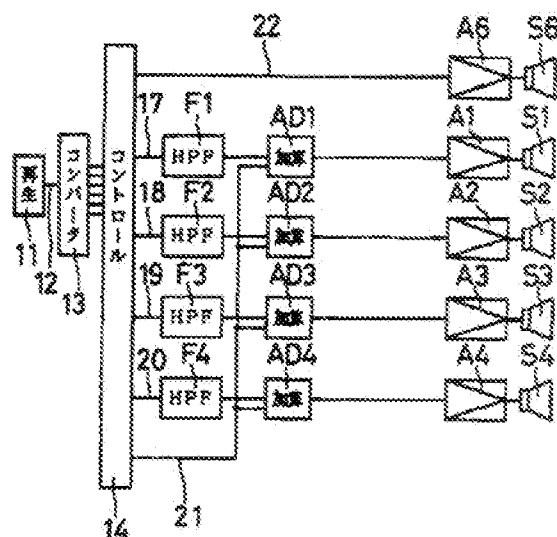 22
A6
S6
17
F1
HPF
AD1
加算
A1
S1
再生
11
12
コンバータ
13
コントロール
18
F2
HPF
AD2
加算
A2
S2
19
F3
HPF
AD3
加算
A3
S3
20
F4
HPF
AD4
加算
A4
S4
14
21